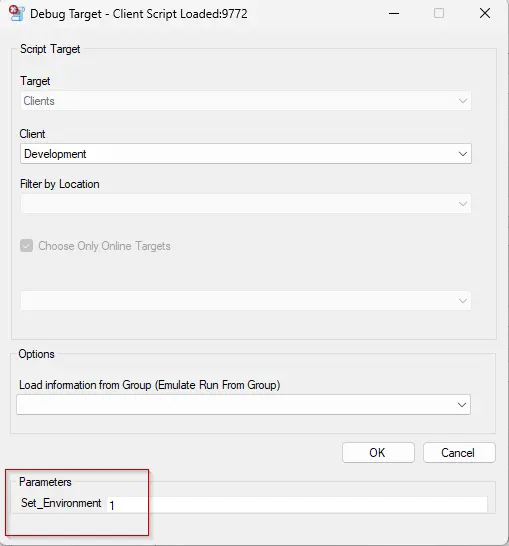 Debug Target - Client Script Loaded:9772
Script Target
Target
Clients
Client
Development
Filter by Location
Choose Only Online Targets
Options
Load information from Group (Emulate Run From Group)
OK Cancel
Parameters
Set_Environment 1